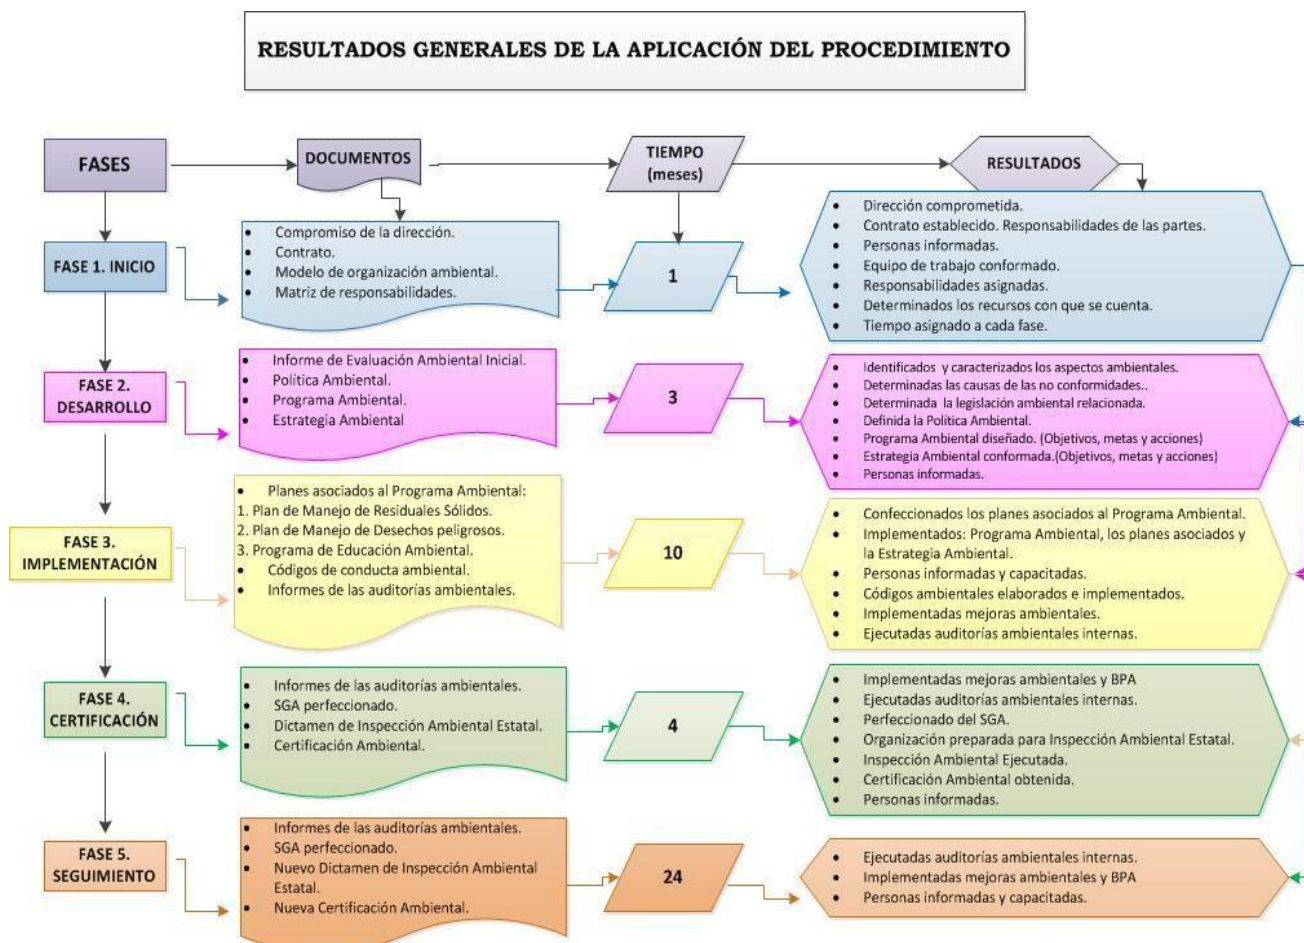 RESULTADOS GENERALES DE LA APLICACIÓN DEL PROCEDIMIENTO
FASES
DOCUMENTOS
TIEMPO
(meses)
RESULTADOS
FASE 1. INICIO
• Compromiso de la dirección.
• Contrato.
• Modelo de organización ambiental.
• Matriz de responsabilidades.
1
• Dirección comprometida.
• Contrato establecido. Responsabilidades de las partes.
• Personas informadas.
• Equipo de trabajo conformado.
• Responsabilidades asignadas.
• Determinados los recursos con que se cuenta.
• Tiempo asignado a cada fase.
FASE 2.
DESARROLLO
• Informe de Evaluación Ambiental Inicial.
• Política Ambiental.
• Programa Ambiental.
• Estrategia Ambiental
3
• Identificados y caracterizados los aspectos ambientales.
• Determinadas las causas de las no conformidades..
• Determinada la legislación ambiental relacionada.
• Definida la Política Ambiental.
• Programa Ambiental diseñado. (Objetivos, metas y acciones)
• Estrategia Ambiental conformada.(Objetivos, metas y acciones)
• Personas informadas.
FASE 3.
IMPLEMENTACIÓN
• Planes asociados al Programa Ambiental:
1. Plan de Manejo de Residuales Sólidos.
2. Plan de Manejo de Desechos peligrosos.
3. Programa de Educación Ambiental.
• Códigos de conducta ambiental.
• Informes de las auditorías ambientales.
10
• Confeccionados los planes asociados al Programa Ambiental.
• Implementados: Programa Ambiental, los planes asociados y
la Estrategia Ambiental.
• Personas informadas y capacitadas.
• Códigos ambientales elaborados e implementados.
• Implementadas mejoras ambientales.
• Ejecutadas auditorías ambientales internas.
FASE 4.
CERTIFICACIÓN
• Informes de las auditorías ambientales.
• SGA perfeccionado.
• Dictamen de Inspección Ambiental Estatal.
• Certificación Ambiental.
4
• Implementadas mejoras ambientales y BPA
• Ejecutadas auditorías ambientales internas.
• Perfeccionado del SGA.
• Organización preparada para Inspección Ambiental Estatal.
• Inspección Ambiental Ejecutada.
• Certificación Ambiental obtenida.
• Personas informadas.
FASE 5.
SEGUIMIENTO
• Informes de las auditorías ambientales.
• SGA perfeccionado.
• Nuevo Dictamen de Inspección Ambiental
Estatal.
• Nueva Certificación Ambiental.
24
• Ejecutadas auditorías ambientales internas.
• Implementadas mejoras ambientales y BPA
• Personas informadas y capacitadas.